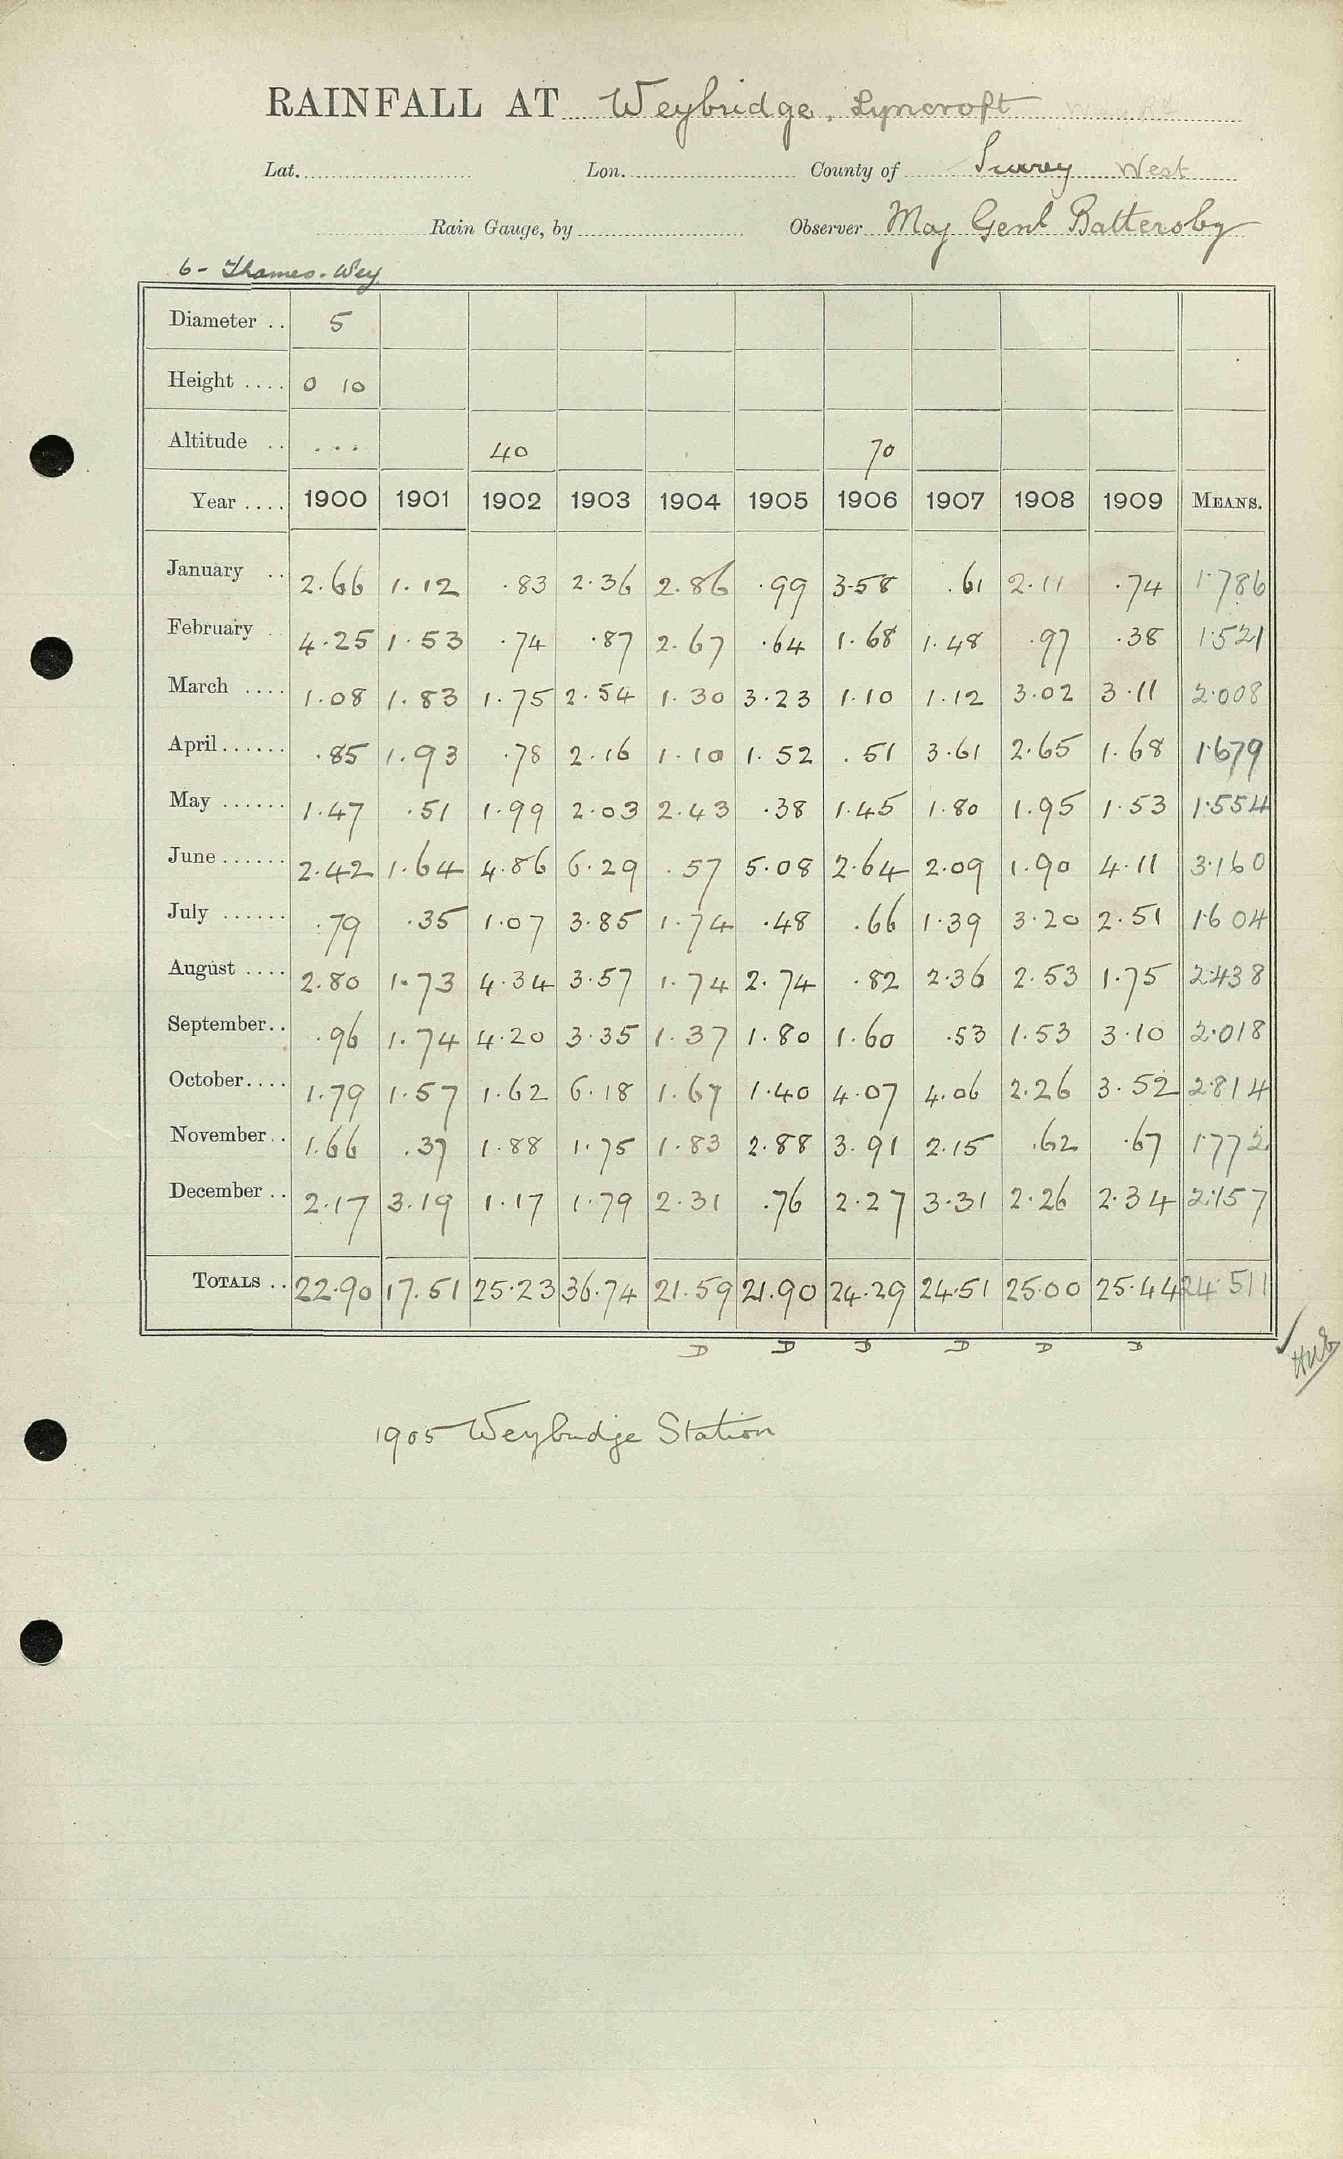 RAINFALL AT Weybridge, Lyncroft
Lat. Lon. County of Surrey West
Rain Gauge, by Observer Maj Genl Battersby
6 - Thames. Wey
Diameter .. 5
Height .... 0 10
Altitude .. ... 40 70
Year .... 1900 1901 1902 1903 1904 1905 1906 1907 1908 1909 MEANS.
January .. 2.66 1.12 .83 2.36 2.86 .99 3.58 .61 2.11 .74 1.786
February . 4.25 1.53 .74 .87 2.67 .64 1.68 1.48 .97 .38 1.521
March .... 1.08 1.83 1.75 2.54 1.30 3.23 1.10 1.12 3.02 3.11 2.008
April...... .85 1.93 .78 2.16 1.10 1.52 .51 3.61 2.65 1.68 1.679
May ...... 1.47 .51 1.99 2.03 2.43 .38 1.45 1.80 1.95 1.53 1.554
June ...... 2.42 1.64 4.86 6.29 .57 5.08 2.64 2.09 1.90 4.11 3.160
July ...... .79 .35 1.07 3.85 1.74 .48 .66 1.39 3.20 2.51 1.604
August .... 2.80 1.73 4.34 3.57 1.74 2.74 .82 2.36 2.53 1.75 2.438
September.. .96 1.74 4.20 3.35 1.37 1.80 1.60 .53 1.53 3.10 2.018
October.... 1.79 1.57 1.62 6.18 1.67 1.40 4.07 4.06 2.26 3.52 2.814
November.. 1.66 .37 1.88 1.75 1.83 2.88 3.91 2.15 .62 .67 1.772
December .. 2.17 3.19 1.17 1.79 2.31 .76 2.27 3.31 2.26 2.34 2.157
TOTALS .. 22.90 17.51 25.23 36.74 21.59 21.90 24.29 24.51 25.00 25.44 24.511
D D D D D D
1905 Weybridge Station